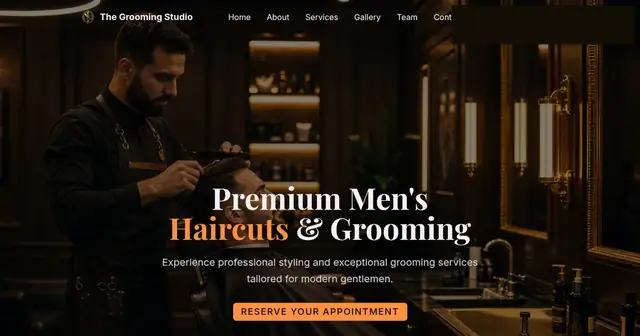 The Grooming Studio
Home About Services Gallery Team Cont
Premium Men's
Haircuts & Grooming
Experience professional styling and exceptional grooming services
tailored for modern gentlemen.
RESERVE YOUR APPOINTMENT